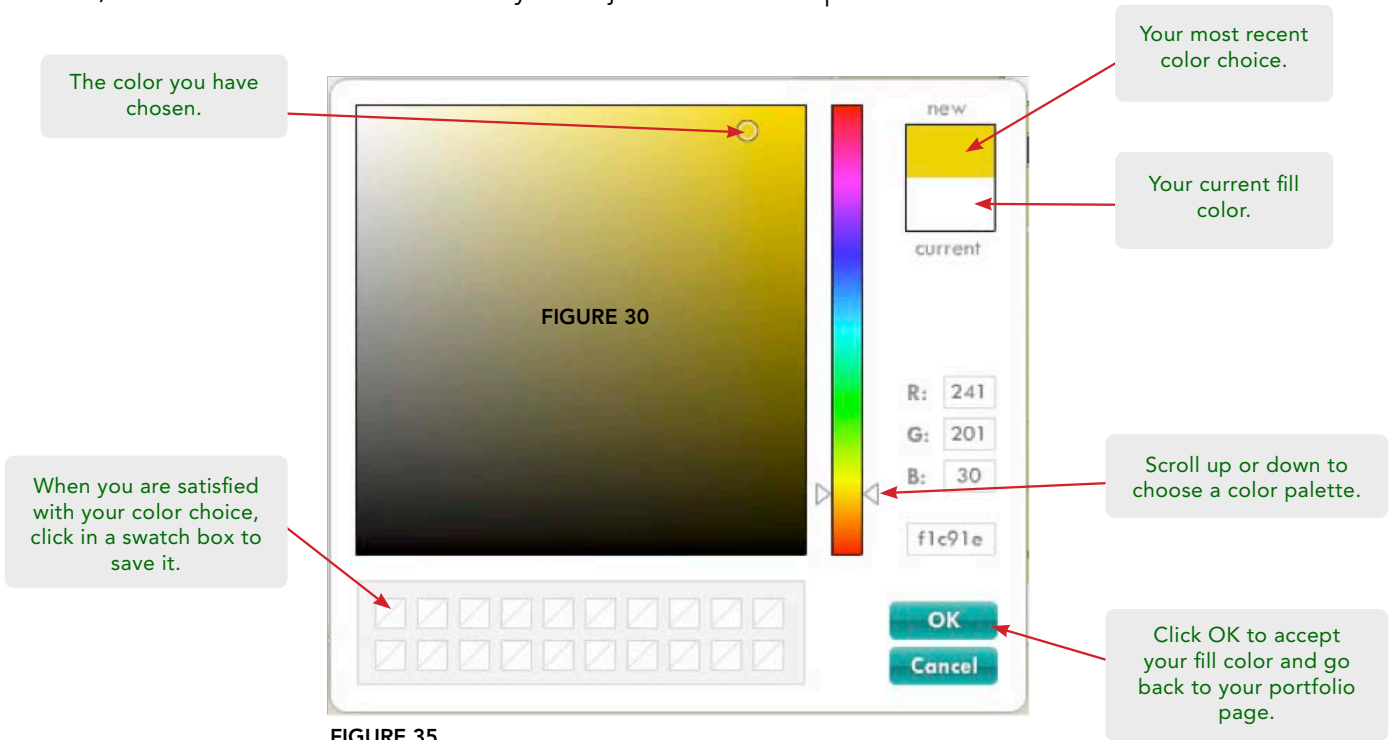 Your most recent
color choice.
The color you have
chosen.
new
Your current fill
color.
current
FIGURE 30
R: 241
G: 201
B: 30
Scroll up or down to
choose a color palette.
When you are satisfied
with your color choice,
click in a swatch box to
save it.
f1c91e
OK
Cancel
Click OK to accept
your fill color and go
back to your portfolio
page.
FIGURE 35